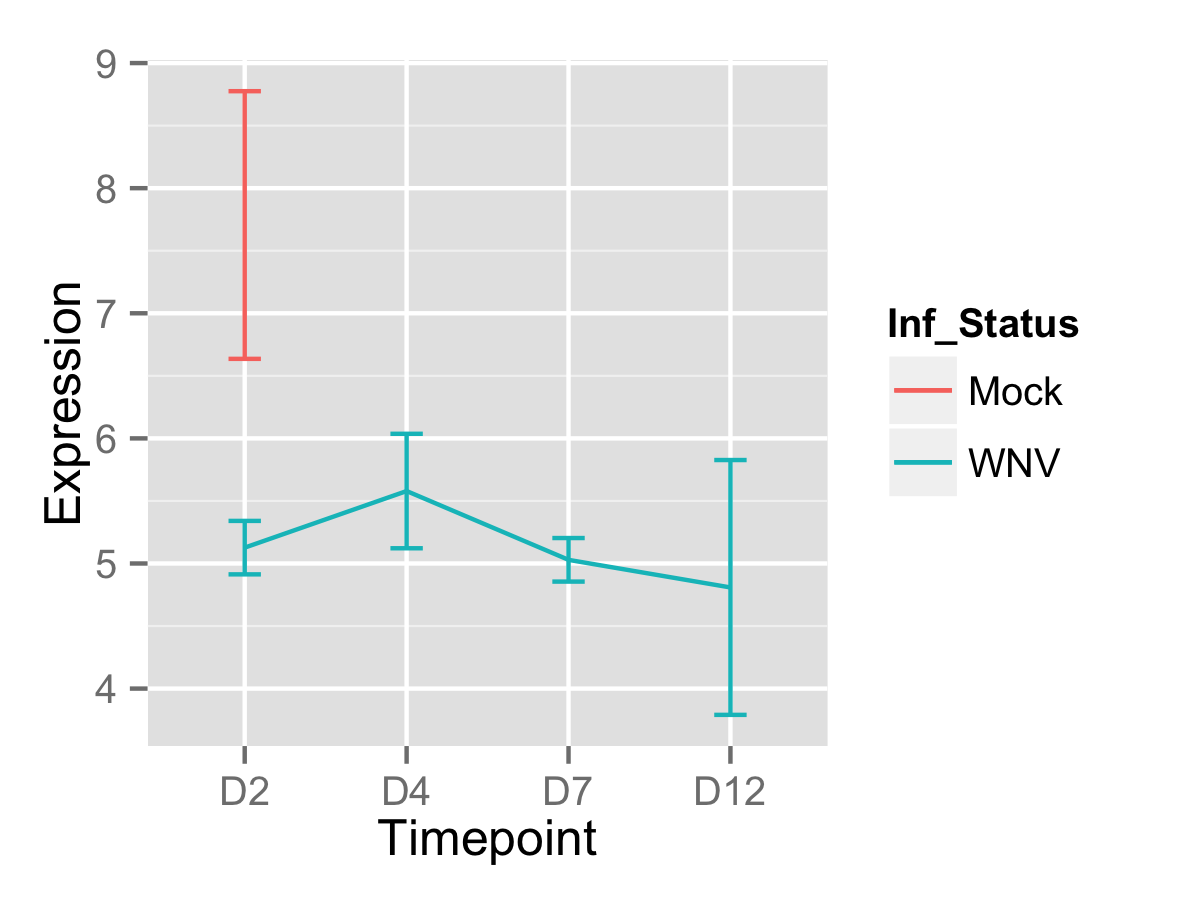 9
8
7
6
5
4
Expression
D2 D4 D7 D12
Timepoint
Inf_Status
Mock
WNV